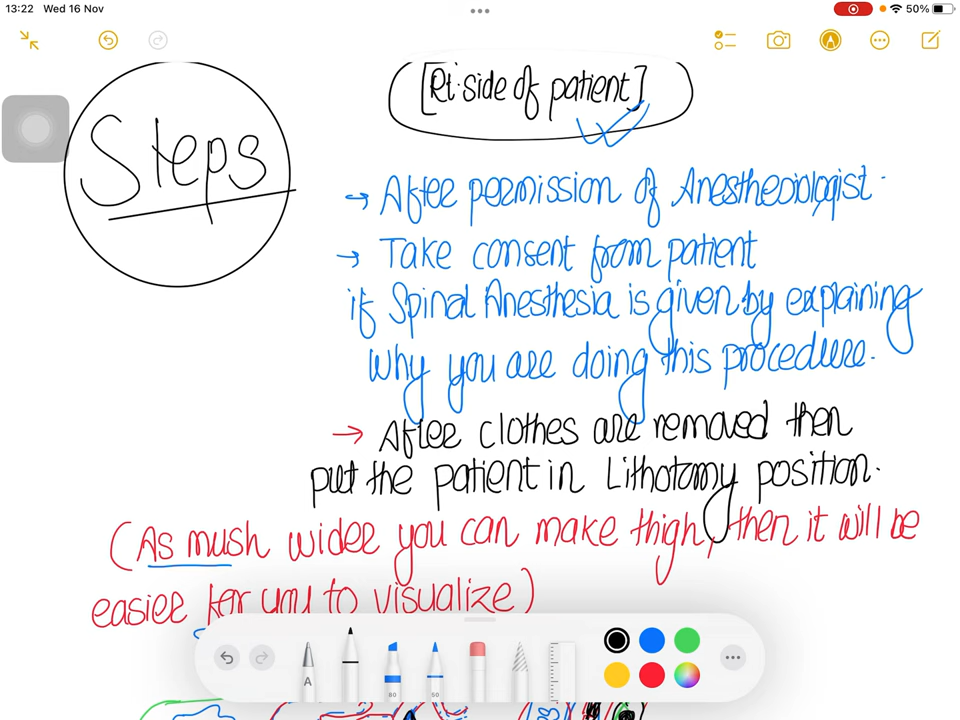 13:22 Wed 16 Nov
50%
[Rt. side of patient]
Steps
→ After permission of Anesthesiologist.
→ Take consent from patient
if Spinal Anesthesia is given by explaining
why you are doing this procedure.
→ After clothes are removed then
put the patient in Lithotomy position.
(As mush wider you can make thigh, then it will be
easier for you to visualize)
A
80
50